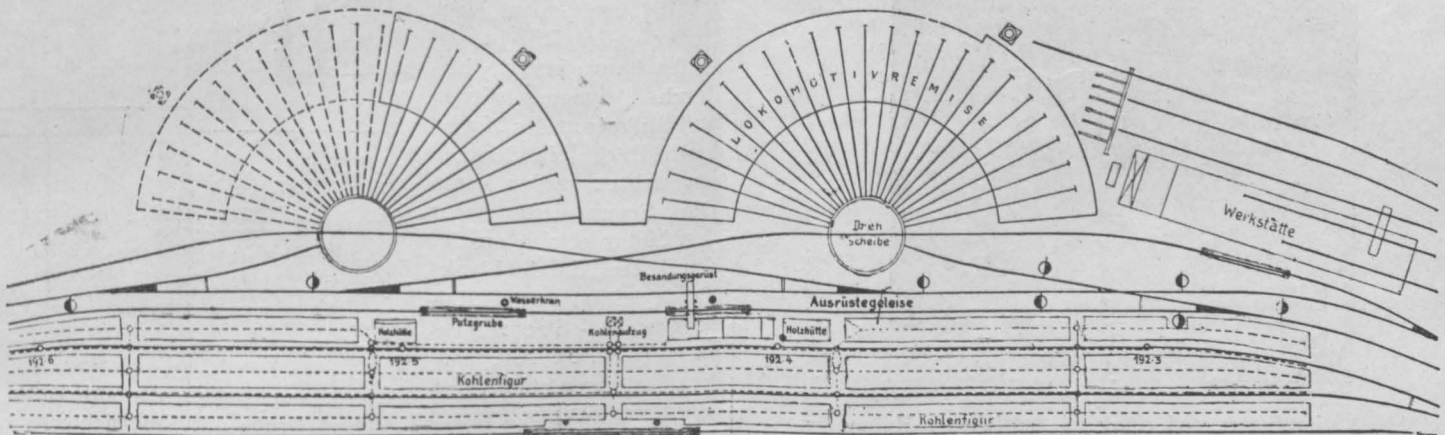 LOKOMOTIVREMISE
Dreh
scheibe
Werkstätte
Besandungsgerüst
Wasserkran
Ausrüstegeleise
Putzgrube
Holzhütte
Kohlenaufzug
Holzhütte
192·6
192·5
192·4
192·3
Kohlenfigur
Kohlenfigur